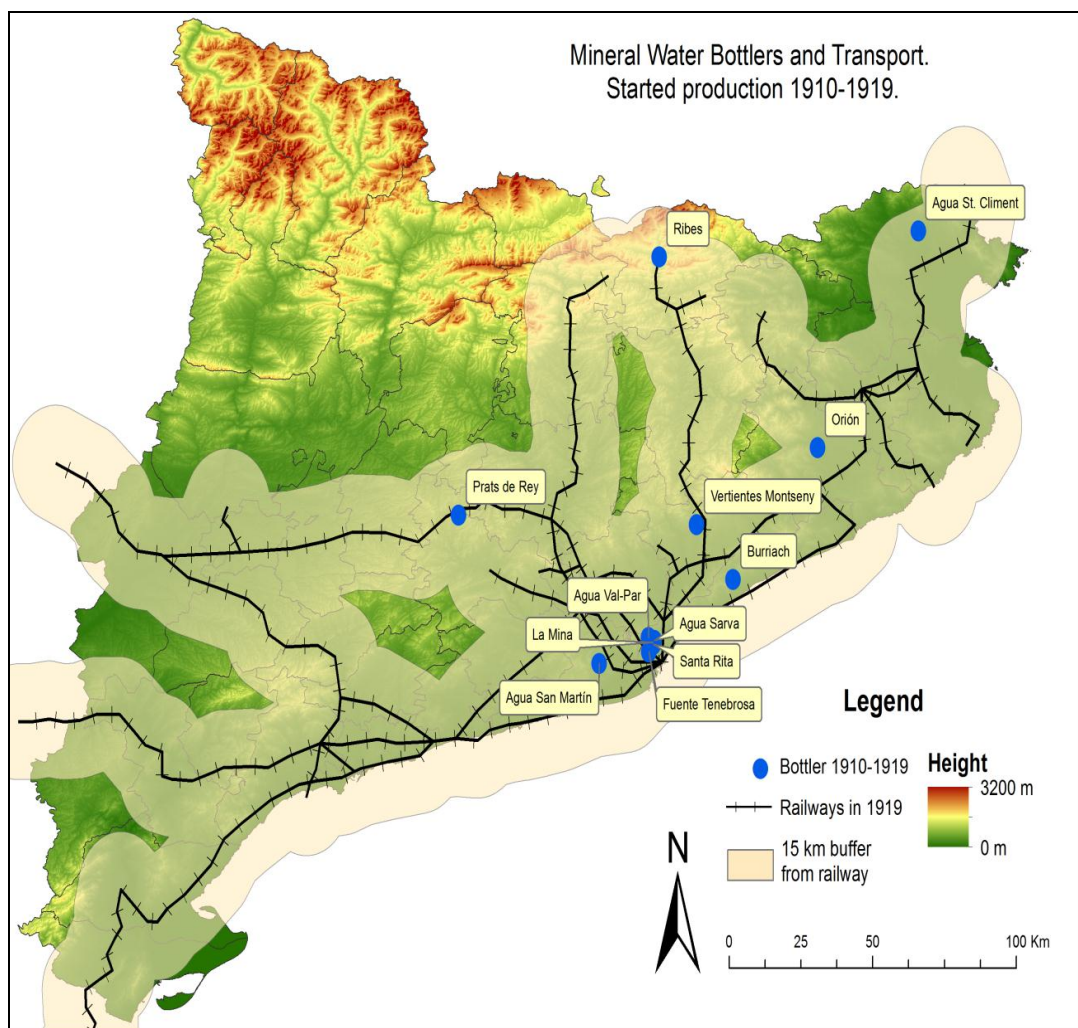 Mineral Water Bottlers and Transport.
Started production 1910-1919.
Agua St. Climent
Ribes
Orión
Prats de Rey
Vertientes Montseny
Burriach
Agua Val-Par
Agua Sarva
La Mina
Santa Rita
Agua San Martín
Fuente Tenebrosa
Legend
Bottler 1910-1919
Railways in 1919
15 km buffer
from railway
Height
3200 m
0 m
N
0 25 50 100 Km